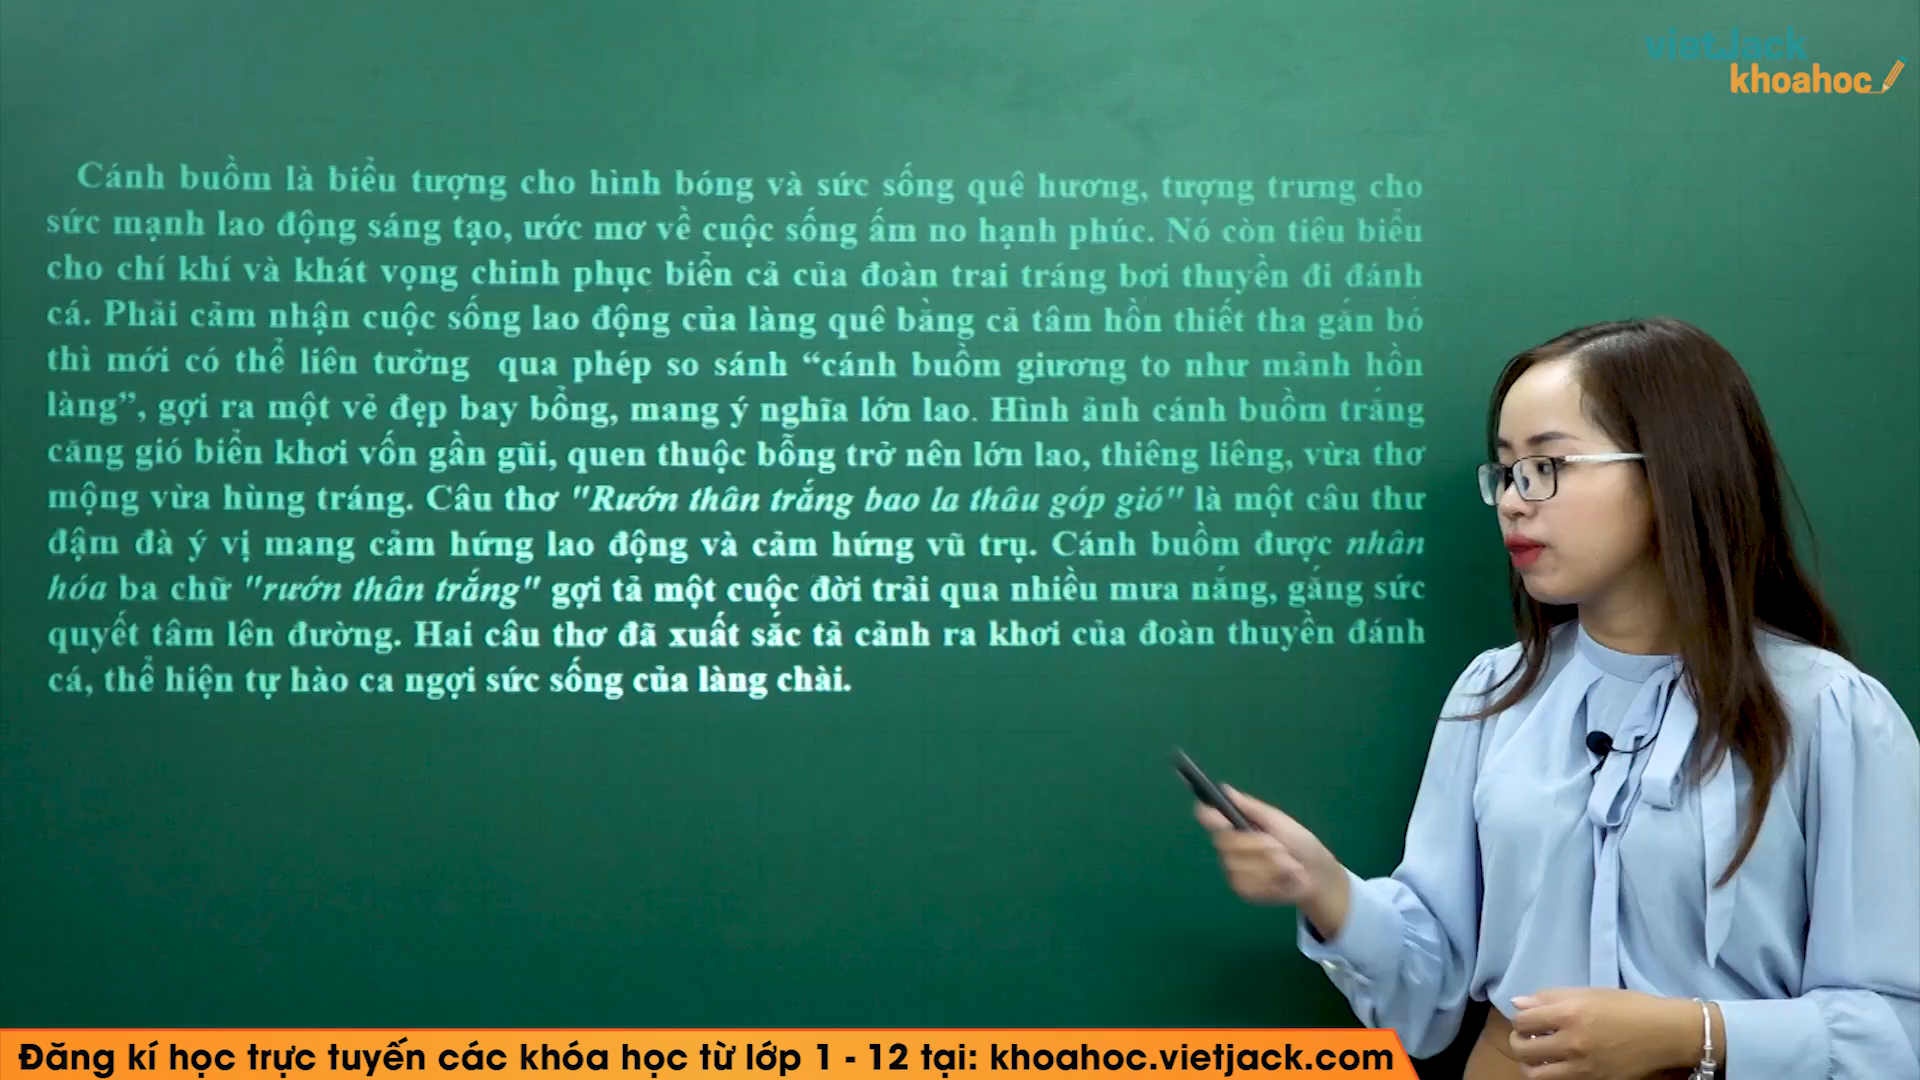 vietJack
khoahoc
Cánh buồm là biểu tượng cho hình bóng và sức sống quê hương, tượng trưng cho
sức mạnh lao động sáng tạo, ước mơ về cuộc sống ấm no hạnh phúc. Nó còn tiêu biểu
cho chí khí và khát vọng chinh phục biển cả của đoàn trai tráng bơi thuyền đi đánh
cá. Phải cảm nhận cuộc sống lao động của làng quê bằng cả tâm hồn thiết tha gắn bó
thì mới có thể liên tưởng qua phép so sánh “cánh buồm giương to như mảnh hồn
làng”, gợi ra một vẻ đẹp bay bổng, mang ý nghĩa lớn lao. Hình ảnh cánh buồm trắng
căng gió biển khơi vốn gần gũi, quen thuộc bỗng trở nên lớn lao, thiêng liêng, vừa thơ
mộng vừa hùng tráng. Câu thơ "Rướn thân trắng bao la thâu góp gió" là một câu thư
đậm đà ý vị mang cảm hứng lao động và cảm hứng vũ trụ. Cánh buồm được nhân
hóa ba chữ "rướn thân trắng" gợi tả một cuộc đời trải qua nhiều mưa nắng, gắng sức
quyết tâm lên đường. Hai câu thơ đã xuất sắc tả cảnh ra khơi của đoàn thuyền đánh
cá, thể hiện tự hào ca ngợi sức sống của làng chài.
Đăng kí học trực tuyến các khóa học từ lớp 1 - 12 tại: khoahoc.vietjack.com